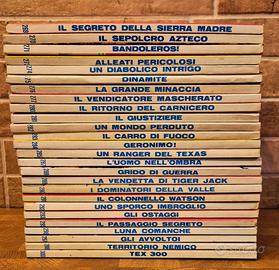 IL SEGRETO DELLA SIERRA MADRE
IL SEPOLCRO AZTECO
BANDOLEROS!
ALLEATI PERICOLOSI
UN DIABOLICO INTRIGO
DINAMITE
LA GRANDE MINACCIA
IL VENDICATORE MASCHERATO
IL RITORNO DEL CARNICERO
IL GIUSTIZIERE
UN MONDO PERDUTO
IL CARRO DI FUOCO
GERONIMO!
UN RANGER DEL TEXAS
L'UOMO NELL'OMBRA
GRIDO DI GUERRA
LA VENDETTA DI TIGER JACK
I DOMINATORI DELLA VALLE
IL COLONNELLO WATSON
UNO SPORCO IMBROGLIO
GLI OSTAGGI
IL PASSAGGIO SEGRETO
LUNA COMANCHE
GLI AVVOLTOI
TERRITORIO NEMICO
TEX 300